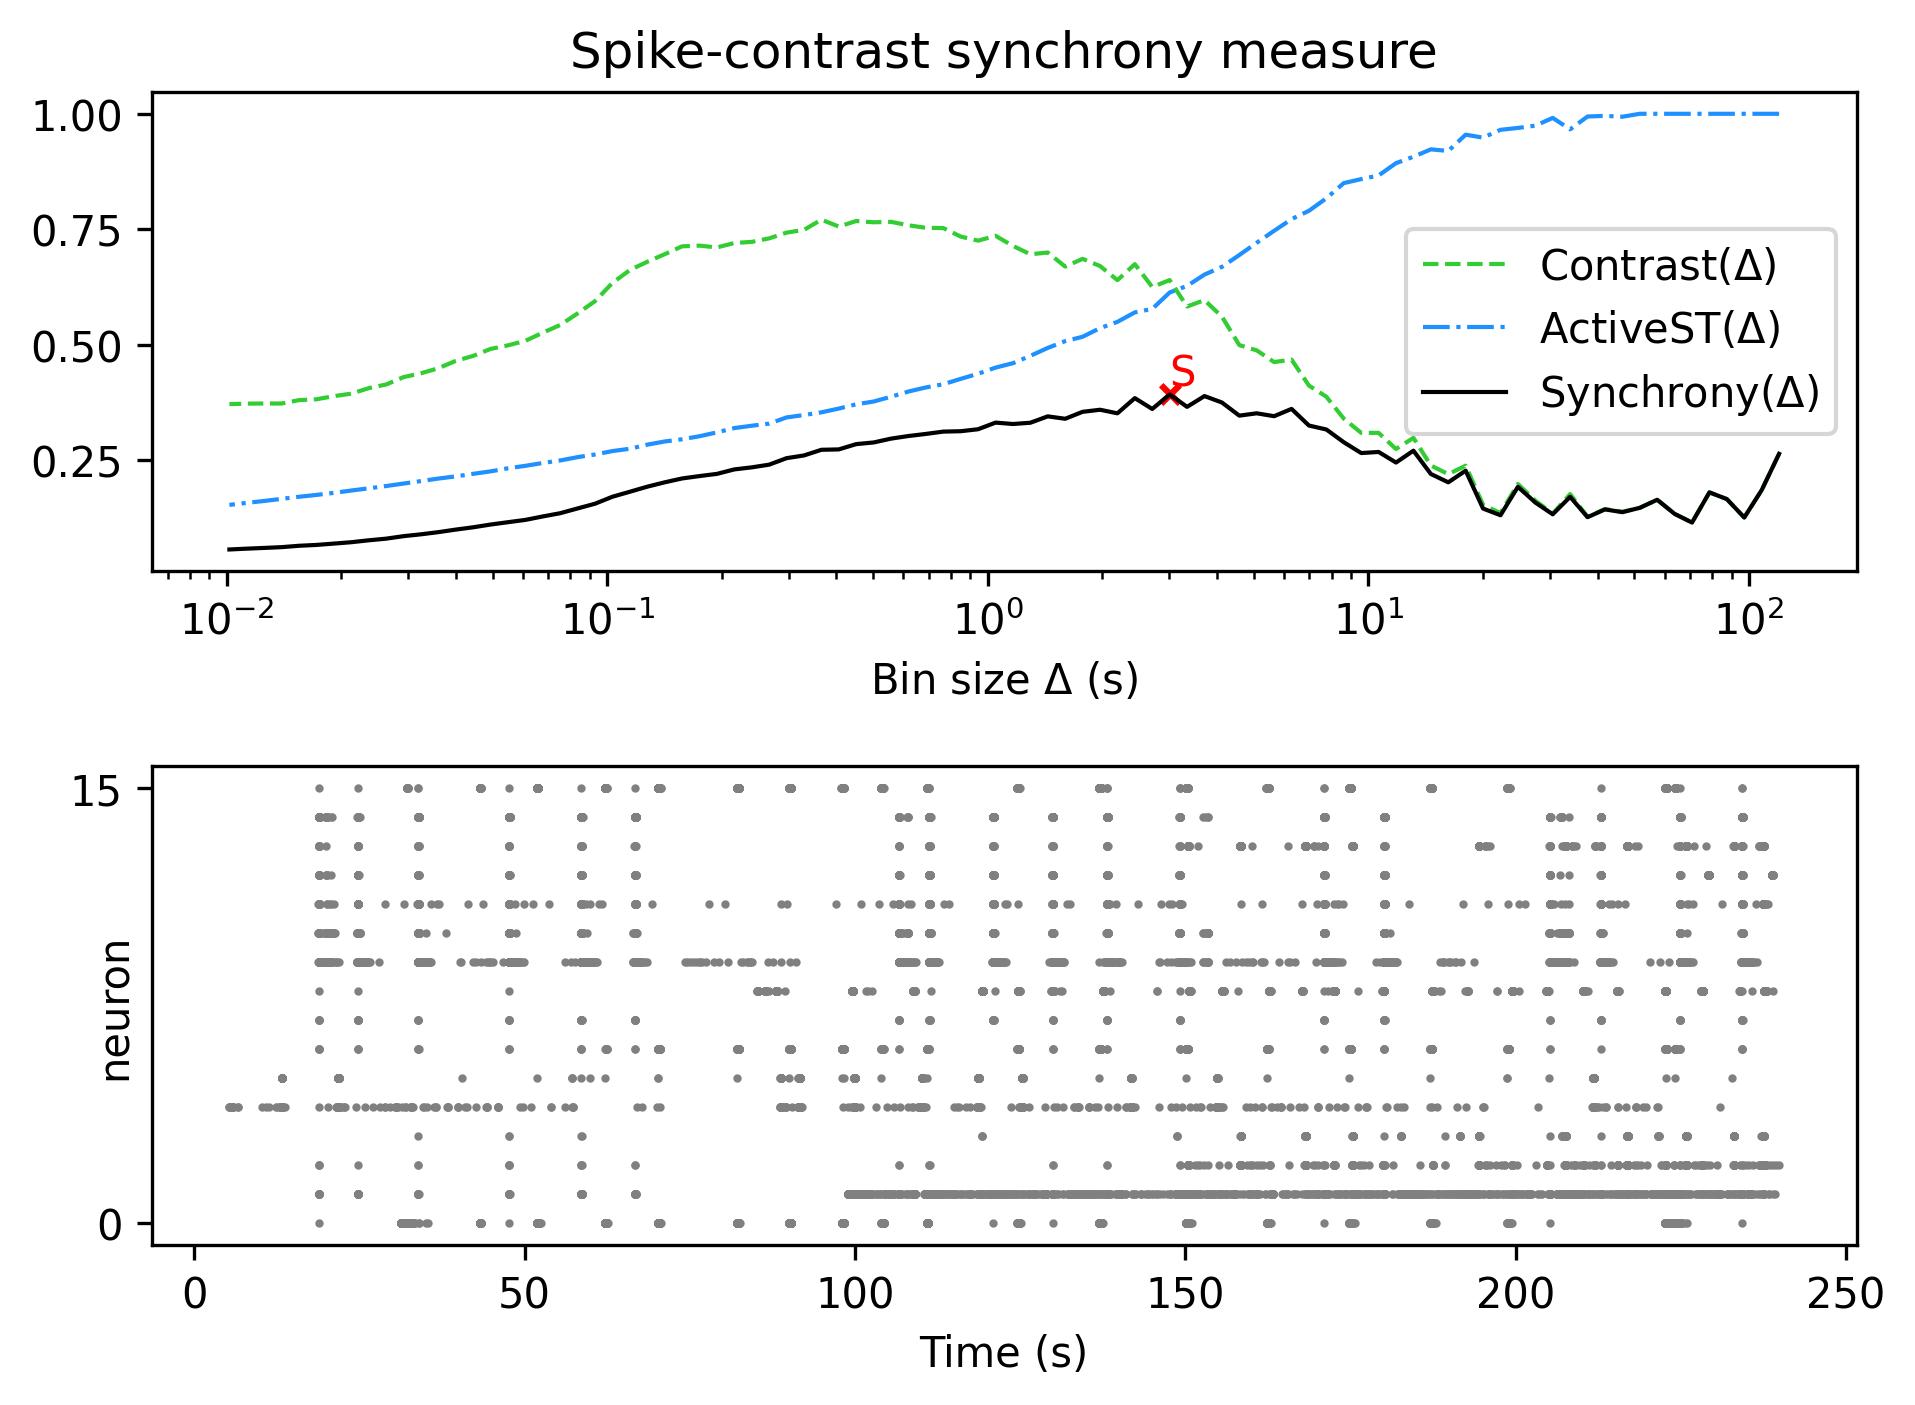 Spike-contrast synchrony measure
1.00
0.75
0.50
0.25
Contrast(Δ)
ActiveST(Δ)
Synchrony(Δ)
S
10⁻² 10⁻¹ 10⁰ 10¹ 10²
Bin size Δ (s)
15
neuron
0
0 50 100 150 200 250
Time (s)